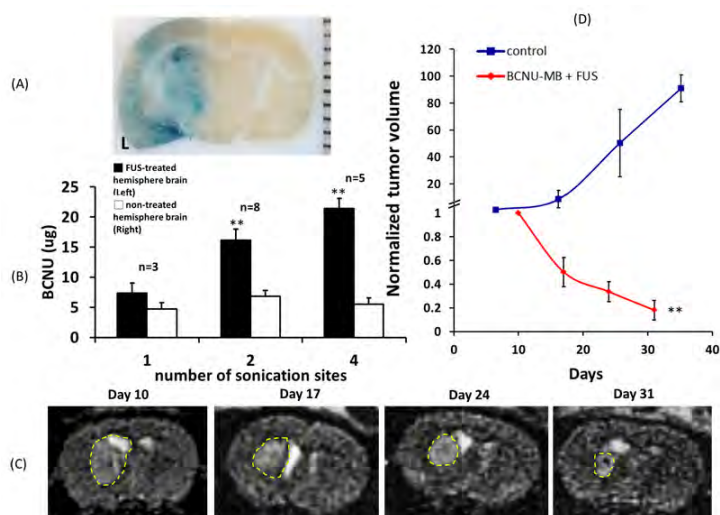 (A)
L
(D)
control
BCNU-MB + FUS
Normalized tumor volume
120
100
80
60
40
20
1
0.8
0.6
0.4
0.2
0
**
0
10
20
30
40
Days
(B)
FUS-treated
hemisphere brain
(Left)
non-treated
hemisphere brain
(Right)
BCNU (ug)
25
20
15
10
5
0
n=3
n=8
**
n=5
**
1
2
4
number of sonication sites
(C)
Day 10
Day 17
Day 24
Day 31